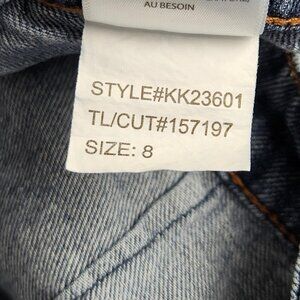 AU BESOIN
STYLE#KK23601
TL/CUT#157197
SIZE: 8